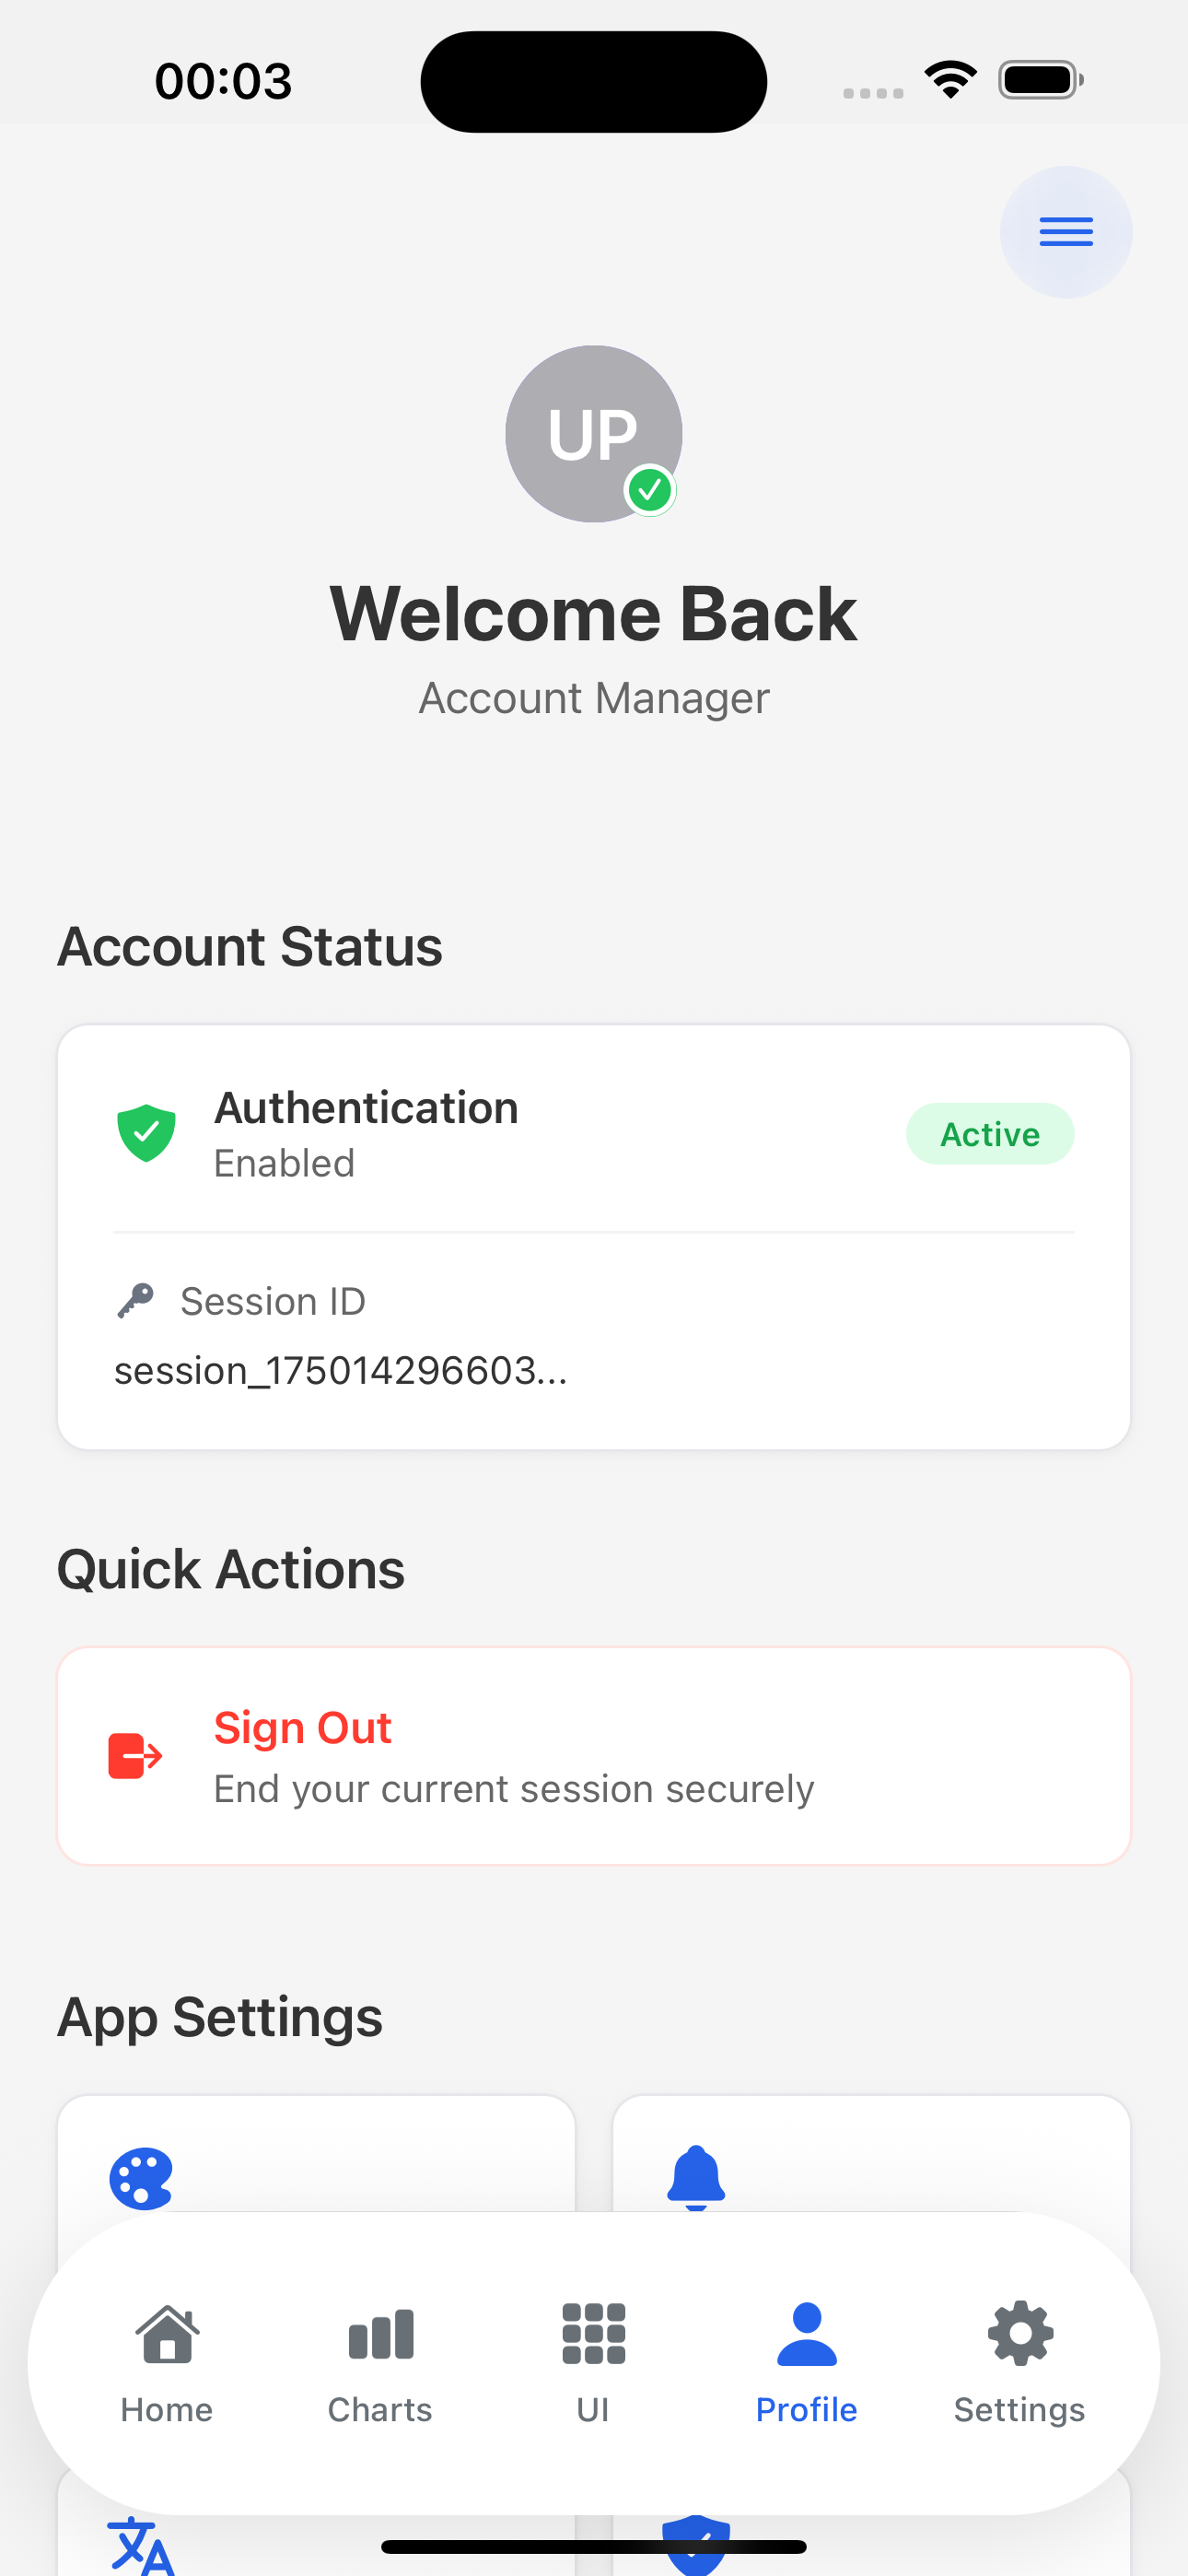 00:03
UP
Welcome Back
Account Manager
Account Status
Authentication
Enabled
Active
Session ID
session_175014296603...
Quick Actions
Sign Out
End your current session securely
App Settings
Home
Charts
UI
Profile
Settings